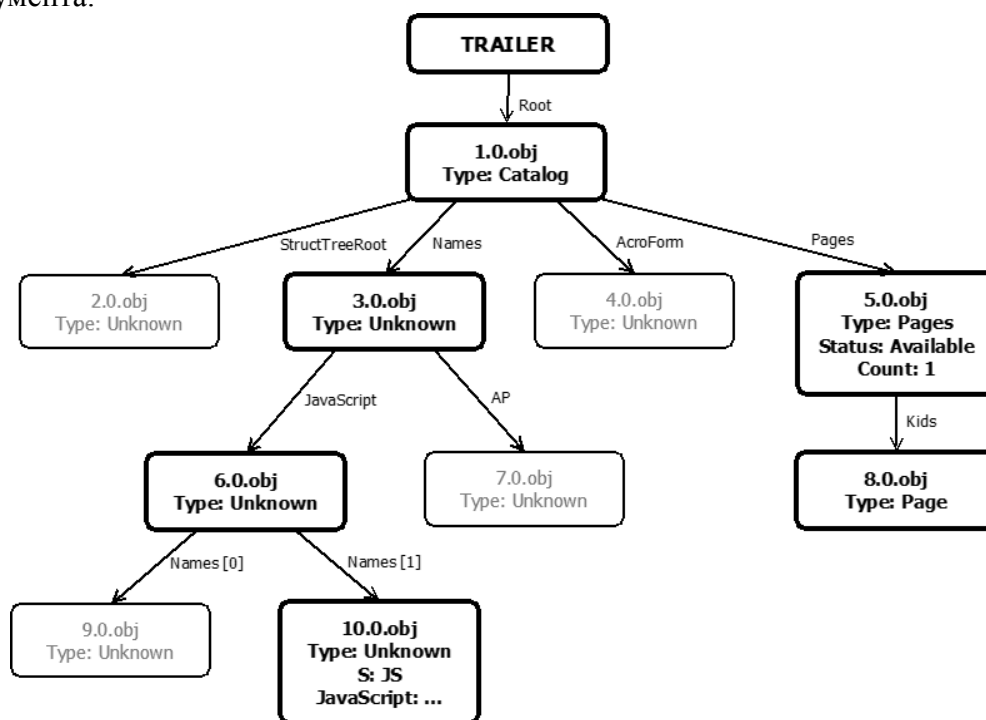 TRAILER
Root
1.0.obj
Type: Catalog
StructTreeRoot
Names
AcroForm
Pages
2.0.obj
Type: Unknown
3.0.obj
Type: Unknown
4.0.obj
Type: Unknown
5.0.obj
Type: Pages
Status: Available
Count: 1
JavaScript
AP
Kids
6.0.obj
Type: Unknown
7.0.obj
Type: Unknown
8.0.obj
Type: Page
Names [0]
Names [1]
9.0.obj
Type: Unknown
10.0.obj
Type: Unknown
S: JS
JavaScript: ...